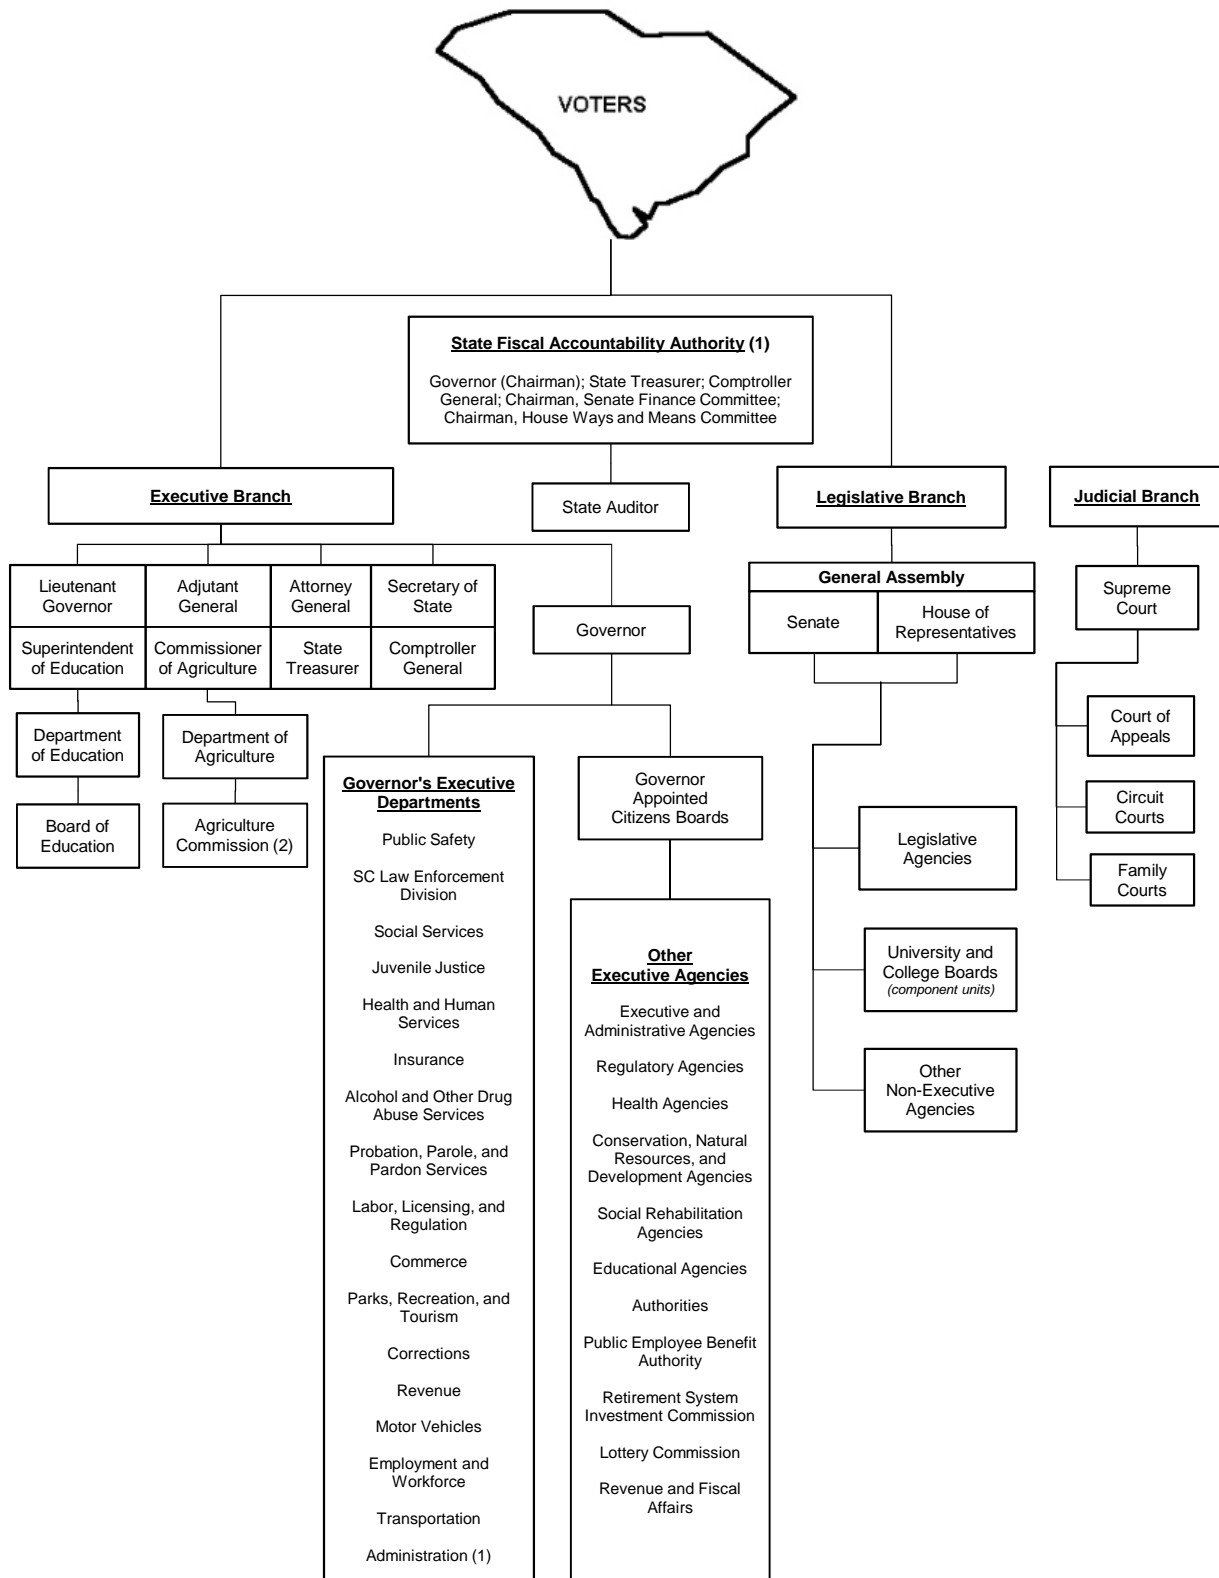 VOTERS
State Fiscal Accountability Authority (1)
Governor (Chairman); State Treasurer; Comptroller
General; Chairman, Senate Finance Committee;
Chairman, House Ways and Means Committee
Executive Branch
State Auditor
Legislative Branch
Judicial Branch
Lieutenant
Governor
Adjutant
General
Attorney
General
Secretary of
State
Superintendent
of Education
Commissioner
of Agriculture
State
Treasurer
Comptroller
General
Governor
General Assembly
Senate
House of
Representatives
Supreme
Court
Department
of Education
Department of
Agriculture
Board of
Education
Agriculture
Commission (2)
Governor's Executive
Departments
Public Safety
SC Law Enforcement
Division
Social Services
Juvenile Justice
Health and Human
Services
Insurance
Alcohol and Other Drug
Abuse Services
Probation, Parole, and
Pardon Services
Labor, Licensing, and
Regulation
Commerce
Parks, Recreation, and
Tourism
Corrections
Revenue
Motor Vehicles
Employment and
Workforce
Transportation
Administration (1)
Governor
Appointed
Citizens Boards
Other
Executive Agencies
Executive and
Administrative Agencies
Regulatory Agencies
Health Agencies
Conservation, Natural
Resources, and
Development Agencies
Social Rehabilitation
Agencies
Educational Agencies
Authorities
Public Employee Benefit
Authority
Retirement System
Investment Commission
Lottery Commission
Revenue and Fiscal
Affairs
Legislative
Agencies
University and
College Boards
(component units)
Other
Non-Executive
Agencies
Court of
Appeals
Circuit
Courts
Family
Courts